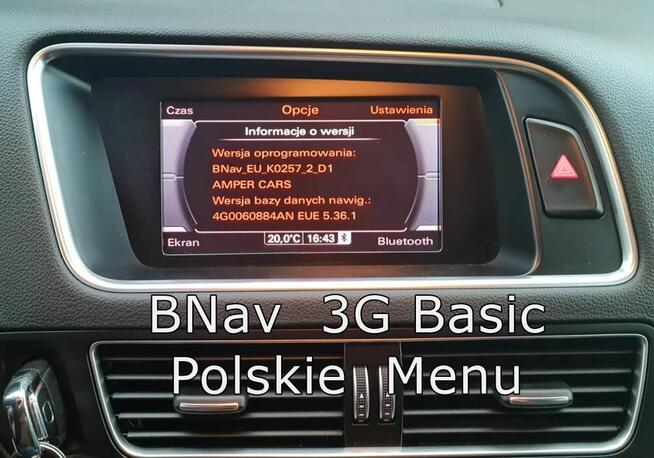 Czas Opcje Ustawienia
Informacje o wersji
Wersja oprogramowania:
BNav_EU_K0257_2_D1
AMPER CARS
Wersja bazy danych nawig.:
4G0060884AN EUE 5.36.1
Ekran 20,0°C 16:43 Bluetooth
BNav 3G Basic
Polskie Menu